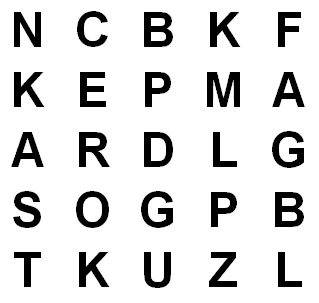 N C B K F
K E P M A
A R D L G
S O G P B
T K U Z L